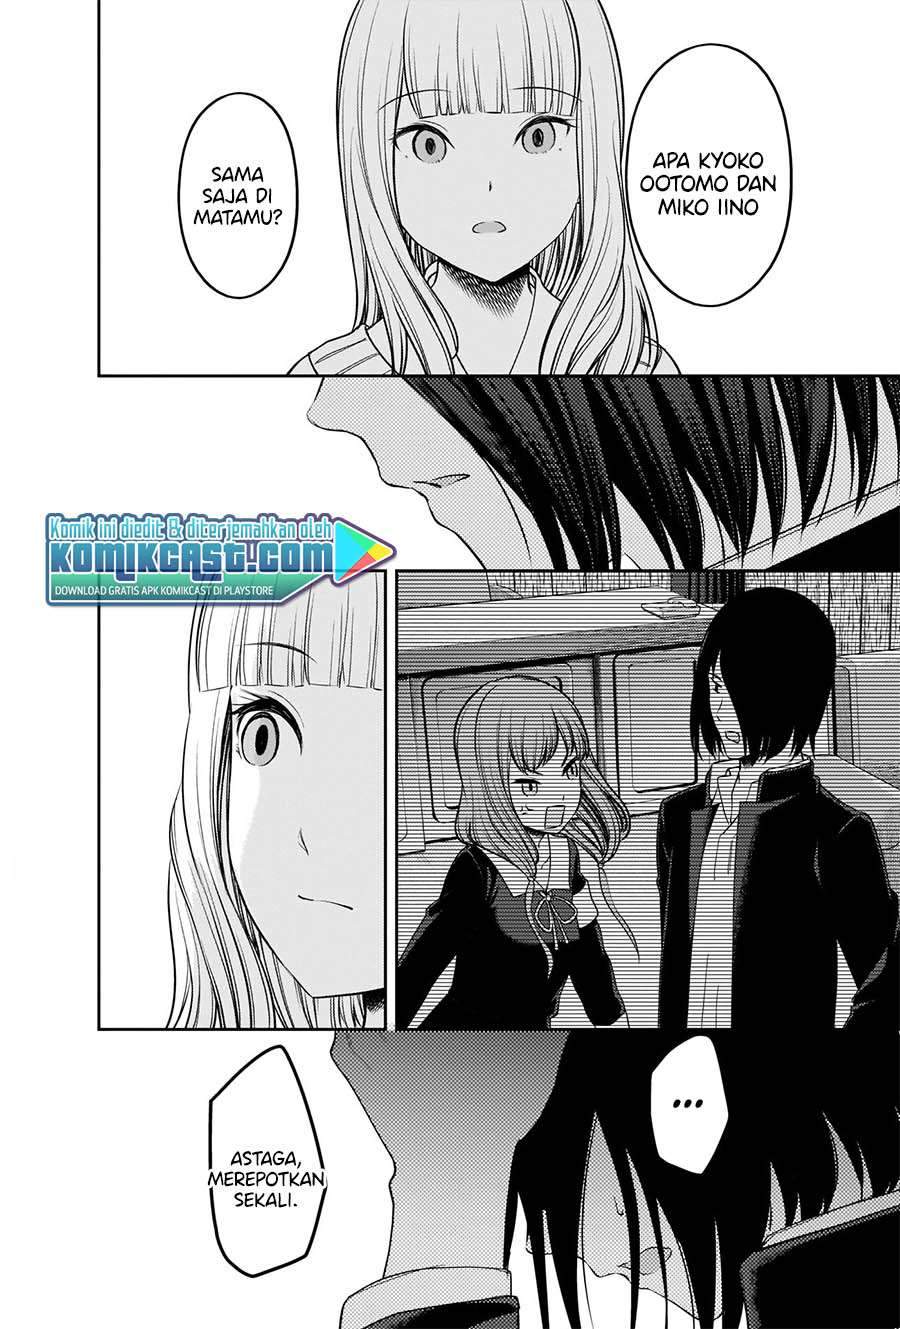 APA KYOKO
OOTOMO DAN
MIKO IINO
SAMA
SAJA DI
MATAMU?
Komik ini diedit & diterjemahkan oleh
KOMIKCAST.COM
DOWNLOAD GRATIS APK KOMIKCAST DI PLAYSTORE
...
ASTAGA,
MEREPOTKAN
SEKALI.